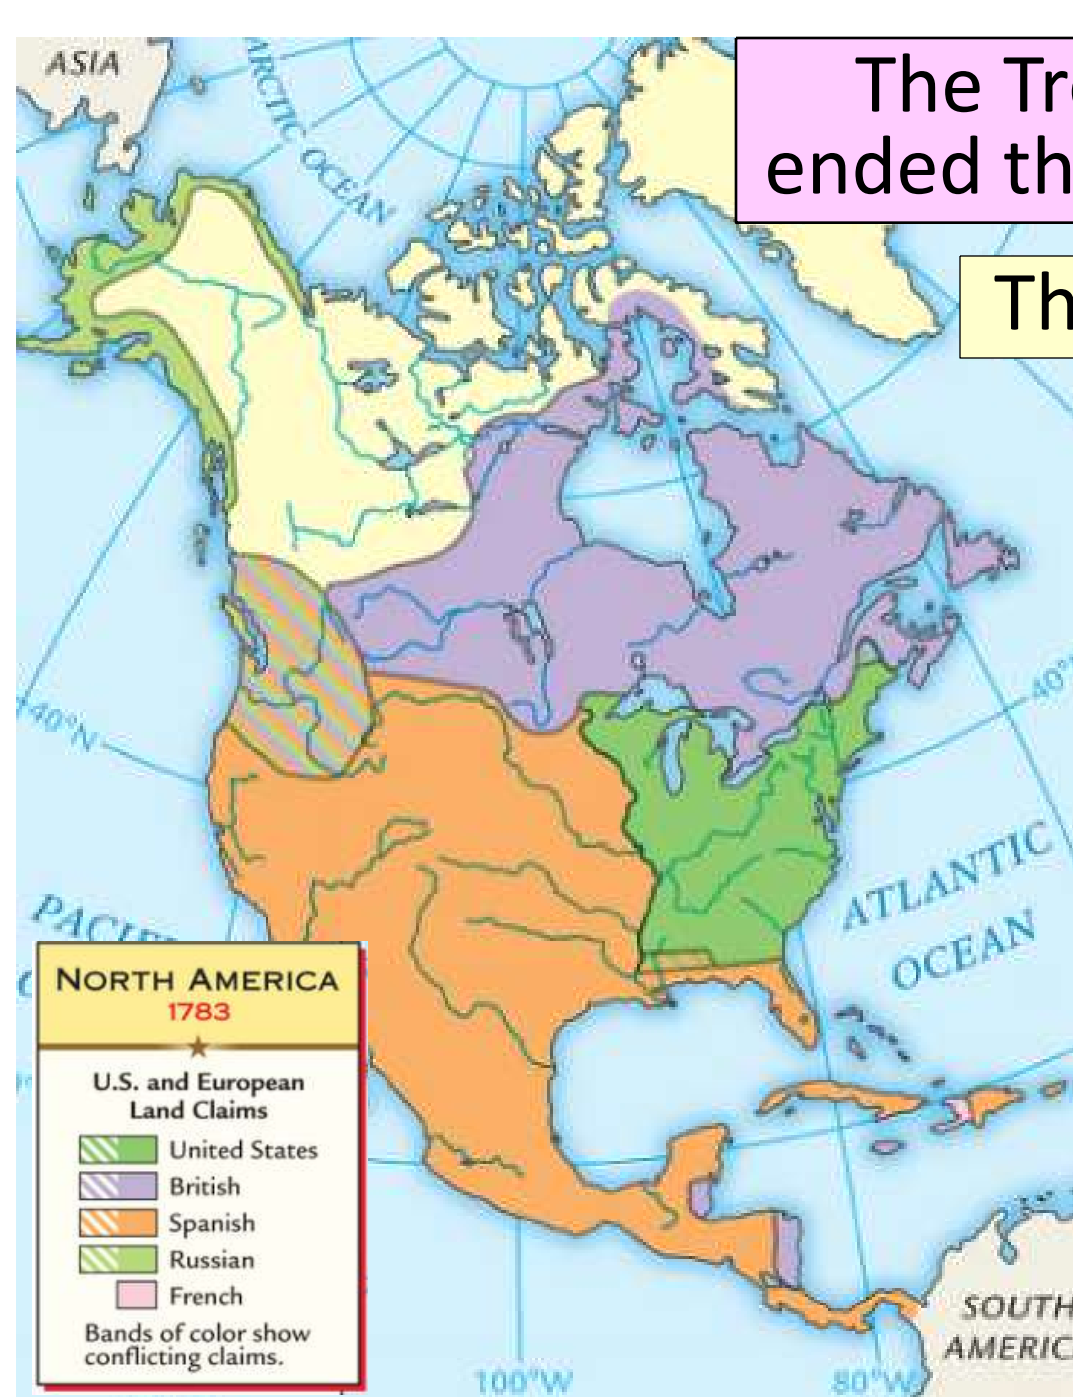 ASIA
ARCTIC OCEAN
The Tr
ended th
Th
40°N
40°
ATLANTIC
OCEAN
NORTH AMERICA
1783
U.S. and European
Land Claims
United States
British
Spanish
Russian
French
Bands of color show
conflicting claims.
SOUTH
AMERIC
100°W
80°W